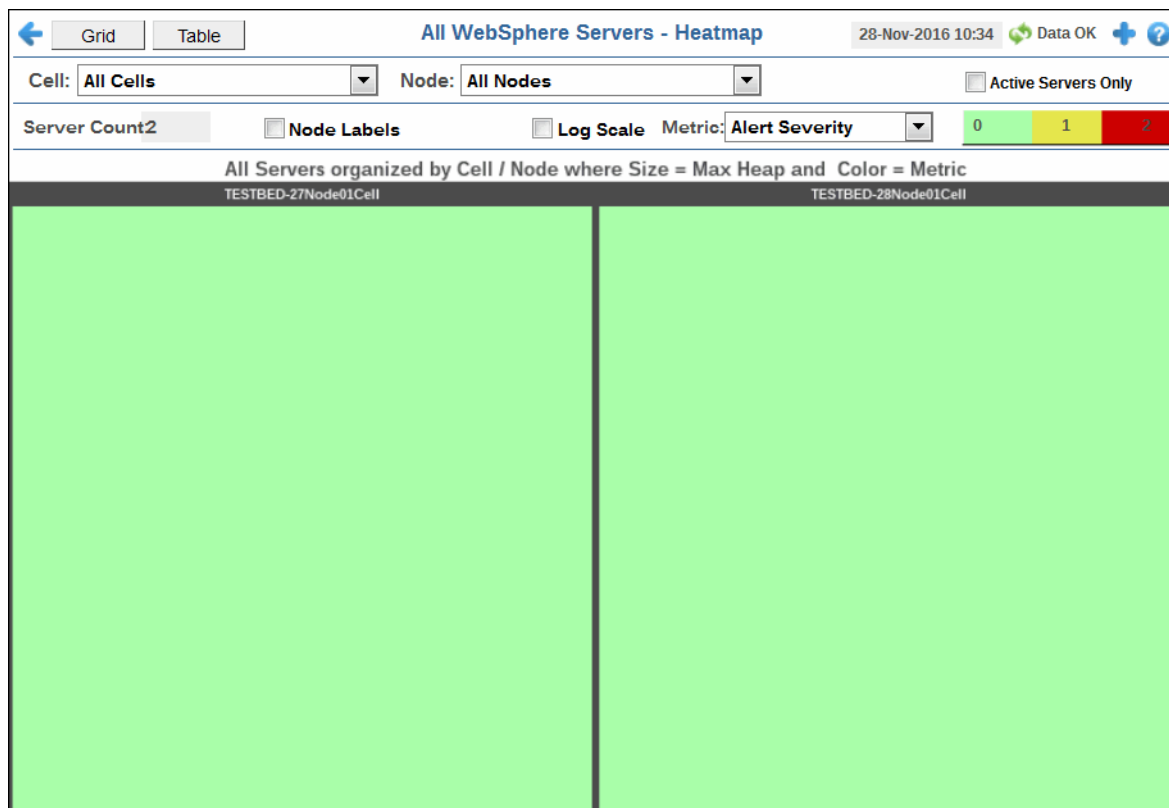 Grid Table All WebSphere Servers - Heatmap 28-Nov-2016 10:34 Data OK
Cell: All Cells Node: All Nodes Active Servers Only
Server Count2 Node Labels Log Scale Metric: Alert Severity 0 1 2
All Servers organized by Cell / Node where Size = Max Heap and Color = Metric
TESTBED-27Node01Cell TESTBED-28Node01Cell